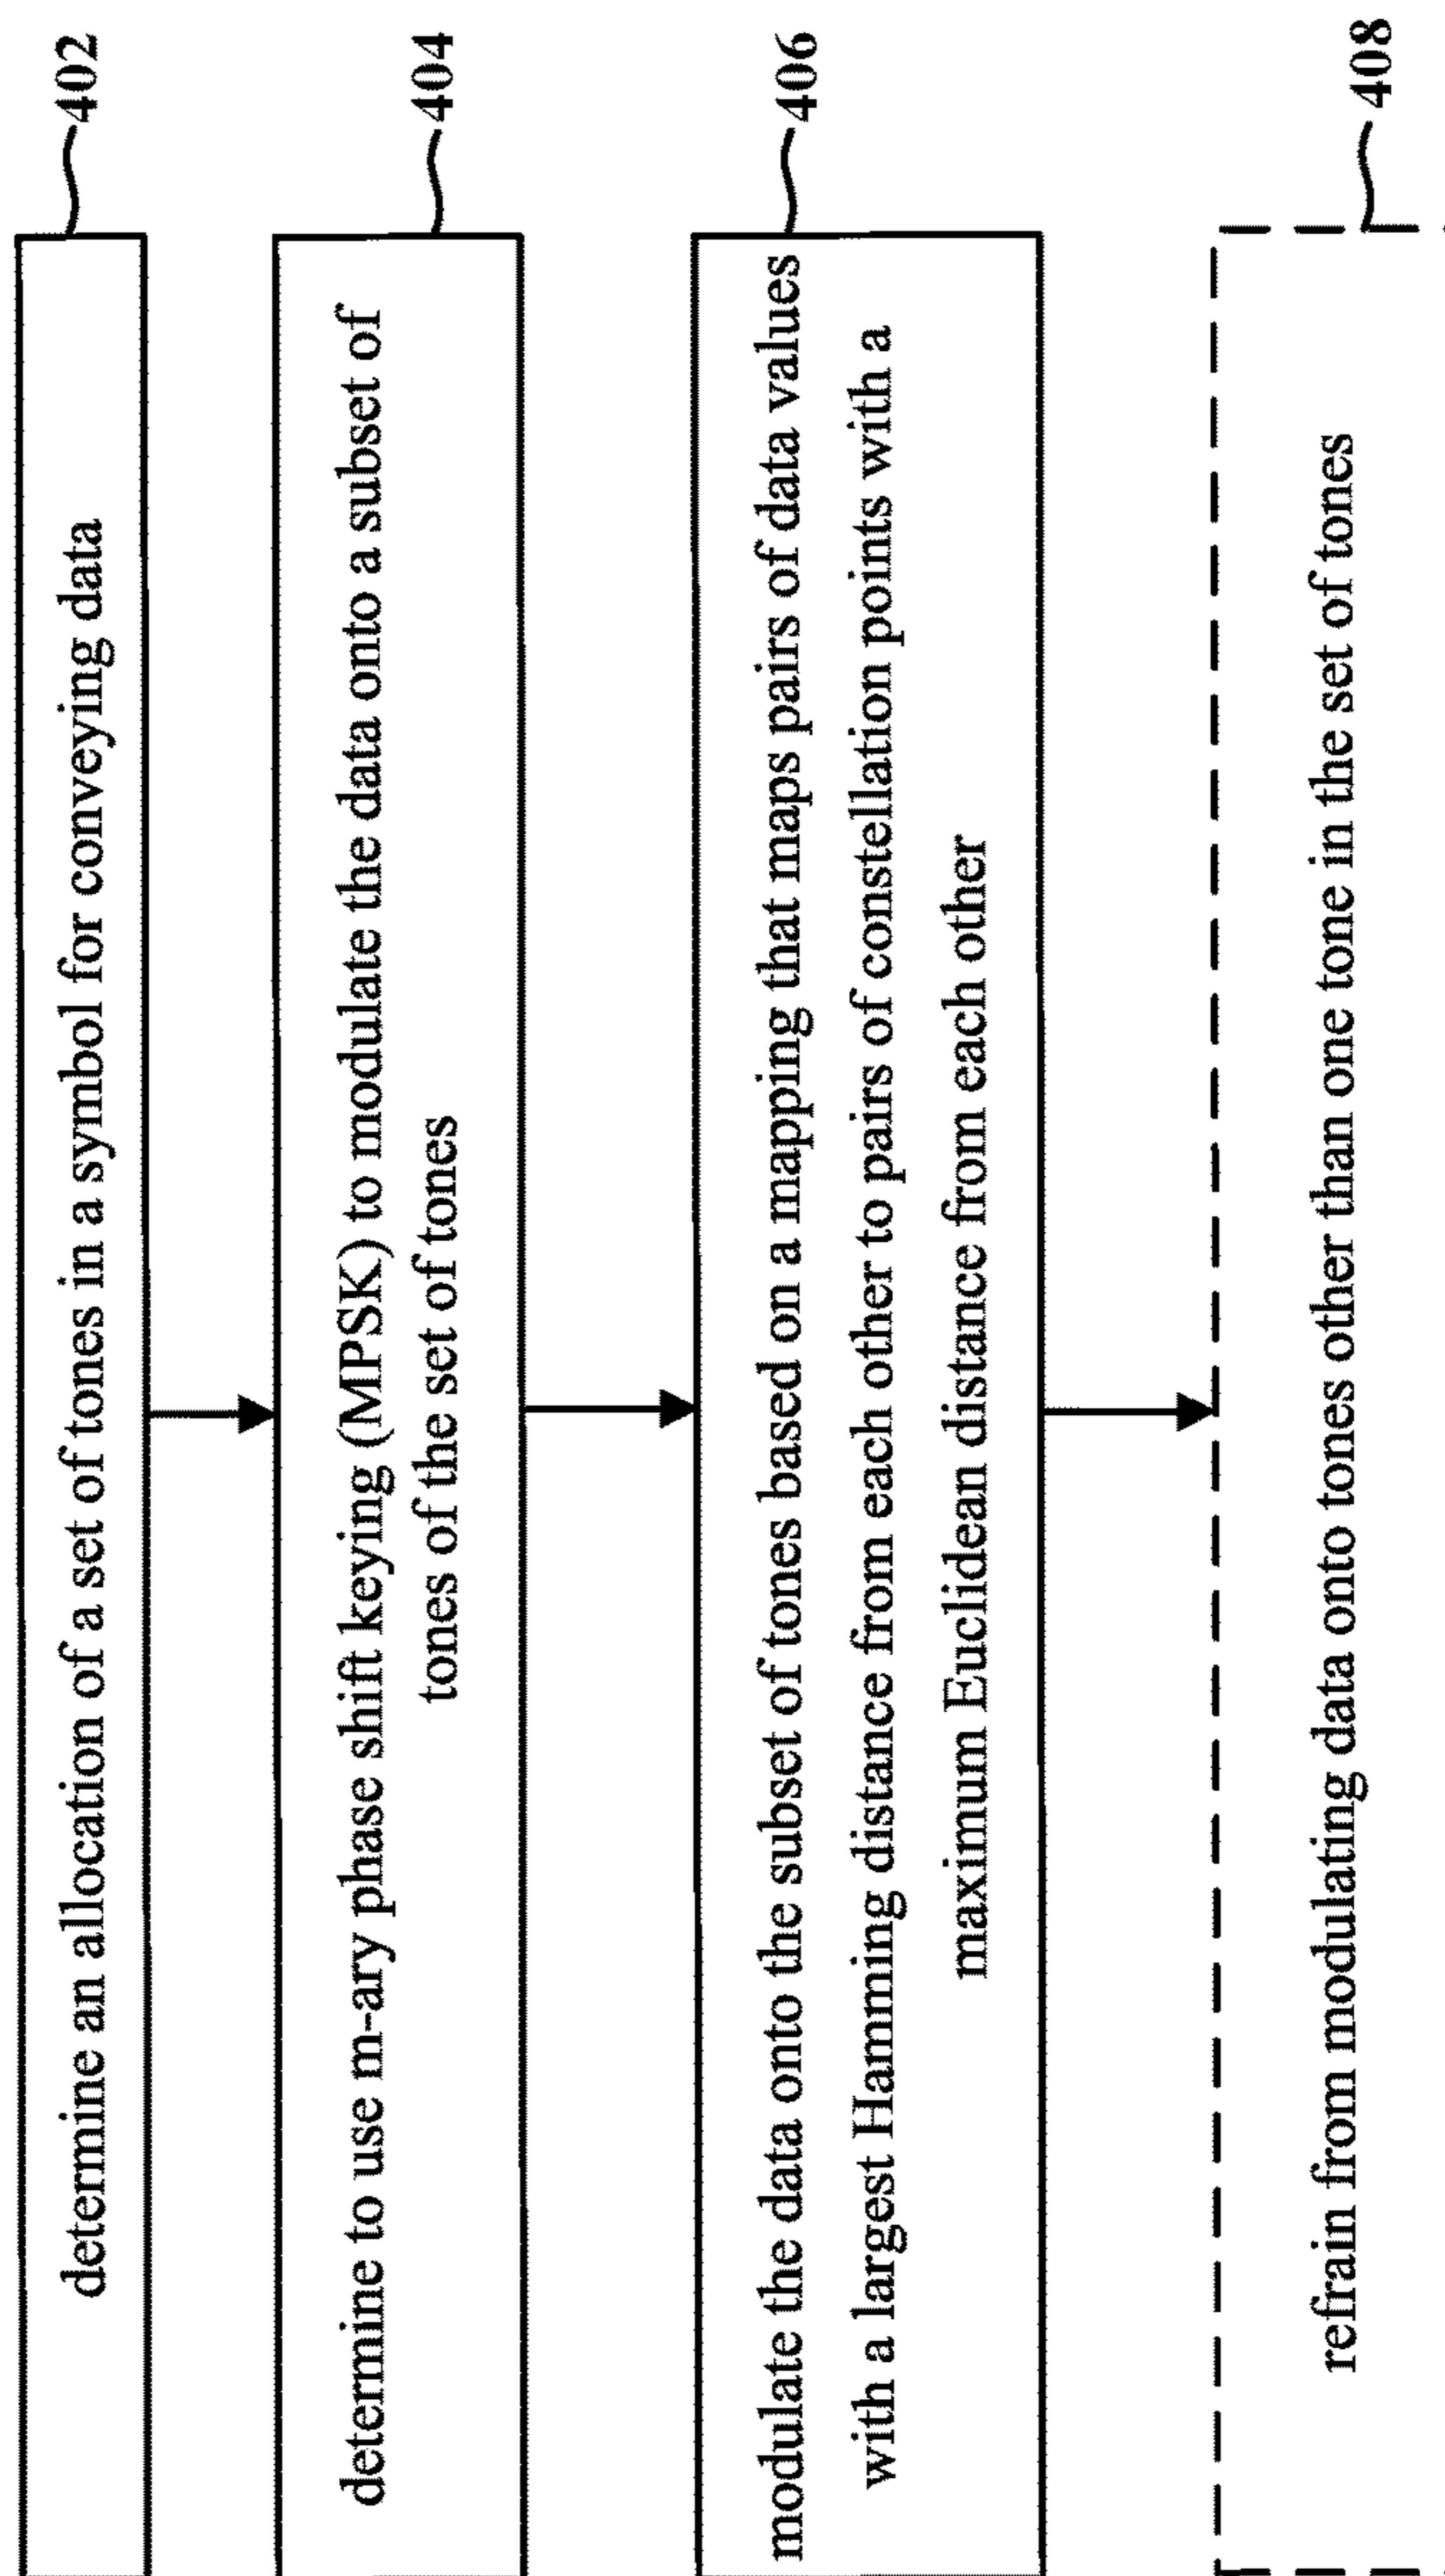 402
determine an allocation of a set of tones in a symbol for conveying data
404
determine to use m-ary phase shift keying (MPSK) to modulate the data onto a subset of
tones of the set of tones
406
modulate the data onto the subset of tones based on a mapping that maps pairs of data values
with a largest Hamming distance from each other to pairs of constellation points with a
maximum Euclidean distance from each other
408
refrain from modulating data onto tones other than one tone in the set of tones